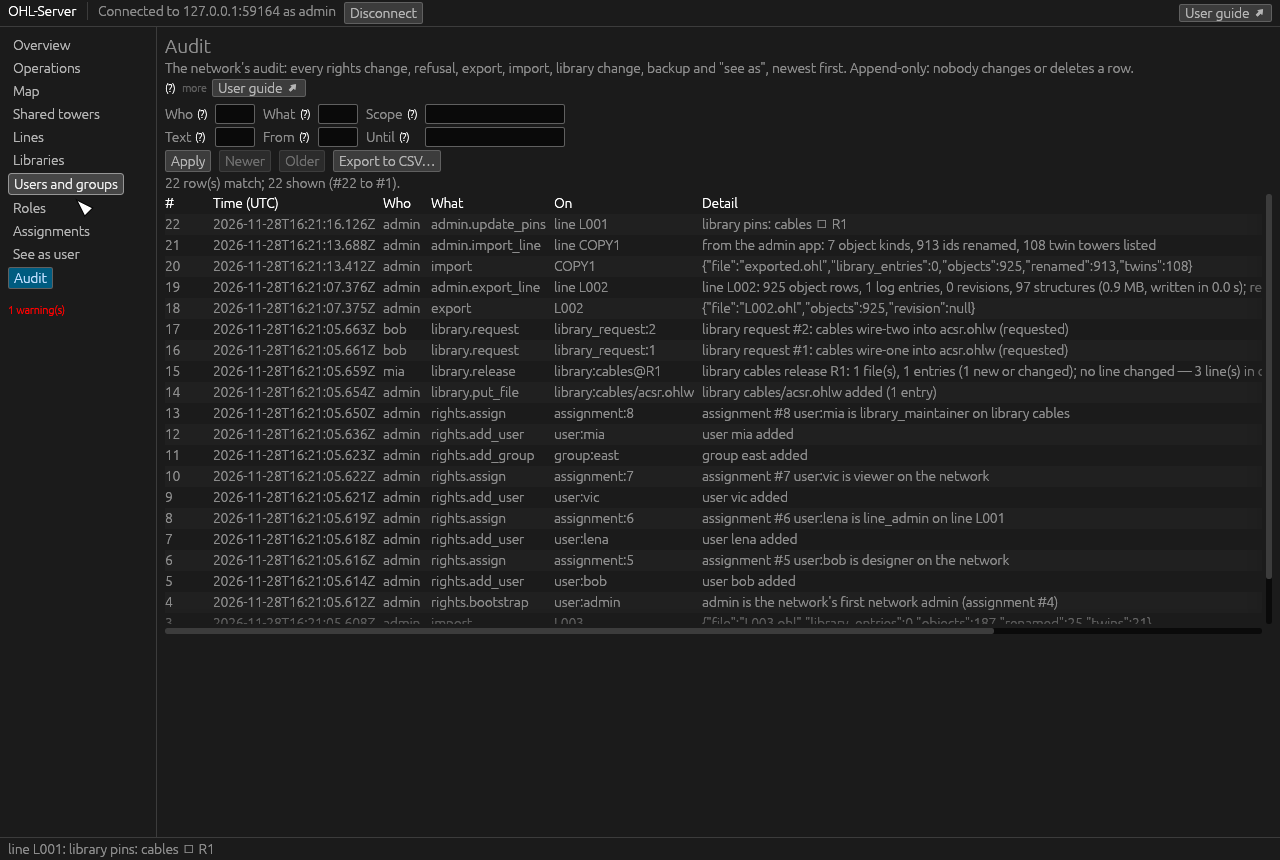 OHL-Server Connected to 127.0.0.1:59164 as admin Disconnect User guide ↗
Overview
Operations
Map
Shared towers
Lines
Libraries
Users and groups
Roles
Assignments
See as user
Audit
1 warning(s)
Audit
The network's audit: every rights change, refusal, export, import, library change, backup and "see as", newest first. Append-only: nobody changes or deletes a row.
(?) more User guide ↗
Who (?) What (?) Scope (?)
Text (?) From (?) Until (?)
Apply Newer Older Export to CSV...
22 row(s) match; 22 shown (#22 to #1).
# Time (UTC) Who What On Detail
22 2026-11-28T16:21:16.126Z admin admin.update_pins line L001 library pins: cables □ R1
21 2026-11-28T16:21:13.688Z admin admin.import_line line COPY1 from the admin app: 7 object kinds, 913 ids renamed, 108 twin towers listed
20 2026-11-28T16:21:13.412Z admin import COPY1 {"file":"exported.ohl","library_entries":0,"objects":925,"renamed":913,"twins":108}
19 2026-11-28T16:21:07.376Z admin admin.export_line line L002 line L002: 925 object rows, 1 log entries, 0 revisions, 97 structures (0.9 MB, written in 0.0 s); re
18 2026-11-28T16:21:07.375Z admin export L002 {"file":"L002.ohl","objects":925,"revision":null}
17 2026-11-28T16:21:05.663Z bob library.request library_request:2 library request #2: cables wire-two into acsr.ohlw (requested)
16 2026-11-28T16:21:05.661Z bob library.request library_request:1 library request #1: cables wire-one into acsr.ohlw (requested)
15 2026-11-28T16:21:05.659Z mia library.release library:cables@R1 library cables release R1: 1 file(s), 1 entries (1 new or changed); no line changed — 3 line(s) in
14 2026-11-28T16:21:05.654Z admin library.put_file library:cables/acsr.ohlw library cables/acsr.ohlw added (1 entry)
13 2026-11-28T16:21:05.650Z admin rights.assign assignment:8 assignment #8 user:mia is library_maintainer on library cables
12 2026-11-28T16:21:05.636Z admin rights.add_user user:mia user mia added
11 2026-11-28T16:21:05.623Z admin rights.add_group group:east group east added
10 2026-11-28T16:21:05.622Z admin rights.assign assignment:7 assignment #7 user:vic is viewer on the network
9 2026-11-28T16:21:05.621Z admin rights.add_user user:vic user vic added
8 2026-11-28T16:21:05.619Z admin rights.assign assignment:6 assignment #6 user:lena is line_admin on line L001
7 2026-11-28T16:21:05.618Z admin rights.add_user user:lena user lena added
6 2026-11-28T16:21:05.616Z admin rights.assign assignment:5 assignment #5 user:bob is designer on the network
5 2026-11-28T16:21:05.614Z admin rights.add_user user:bob user bob added
4 2026-11-28T16:21:05.612Z admin rights.bootstrap user:admin admin is the network's first network admin (assignment #4)
3 2026-11-28T16:21:05.608Z admin import L003 {"file":"L003.ohl","library_entries":0,"objects":187,"renamed":25,"twins":21}
line L001: library pins: cables □ R1